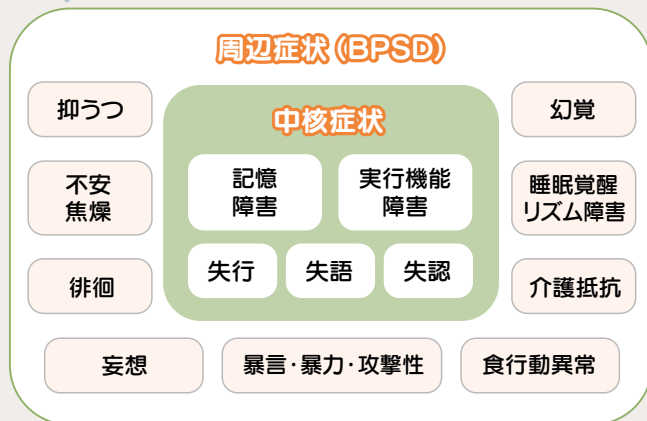 周辺症状(BPSD)
抑うつ
中核症状
幻覚
記憶
障害
実行機能
障害
不安
焦燥
睡眠覚醒
リズム障害
失行
失語
失認
徘徊
介護抵抗
妄想
暴言・暴力・攻撃性
食行動異常